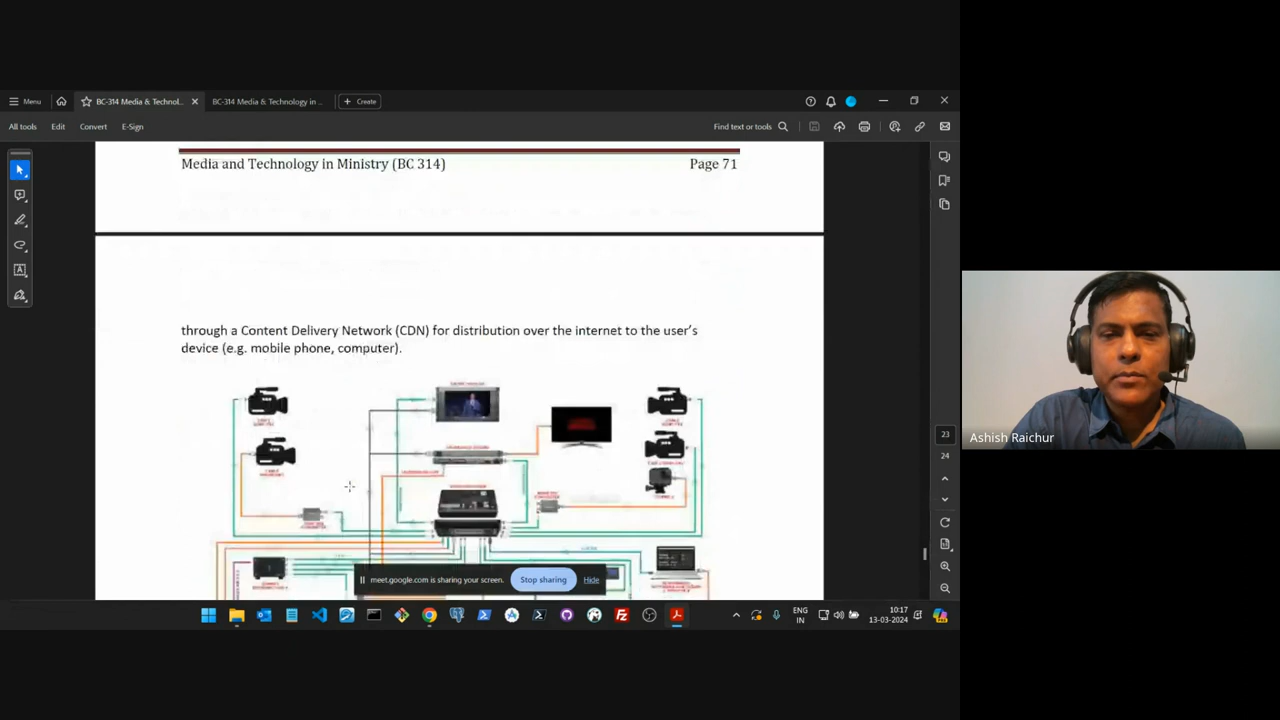 Menu
BC-314 Media & Technol...
BC-314 Media & Technology in ...
Create
All tools
Edit
Convert
E-Sign
Find text or tools
Media and Technology in Ministry (BC 314)
Page 71
through a Content Delivery Network (CDN) for distribution over the internet to the user's
device (e.g. mobile phone, computer).
Ashish Raichur
23
24
meet.google.com is sharing your screen.
Stop sharing
Hide
ENG
IN
10:17
13-03-2024